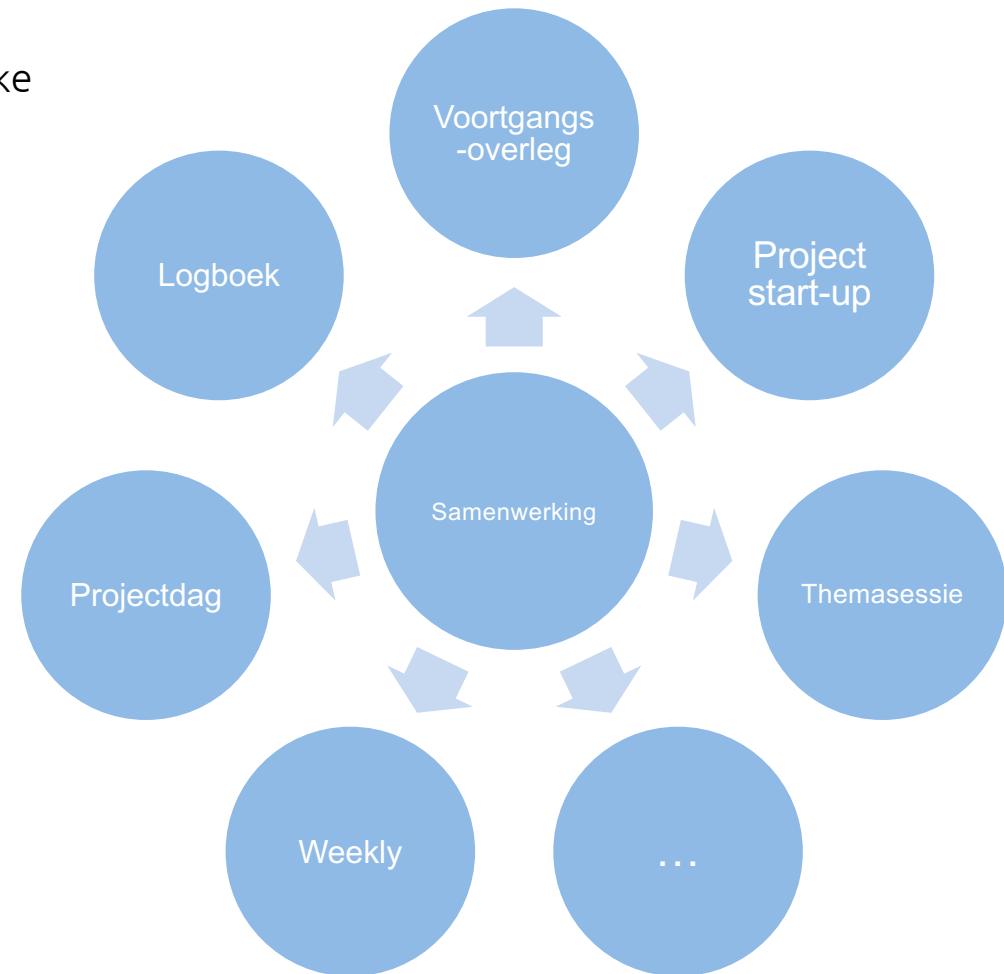 ke
Voortgangs
-overleg
Project
start-up
Logboek
Samenwerking
Projectdag
Themasessie
Weekly
...